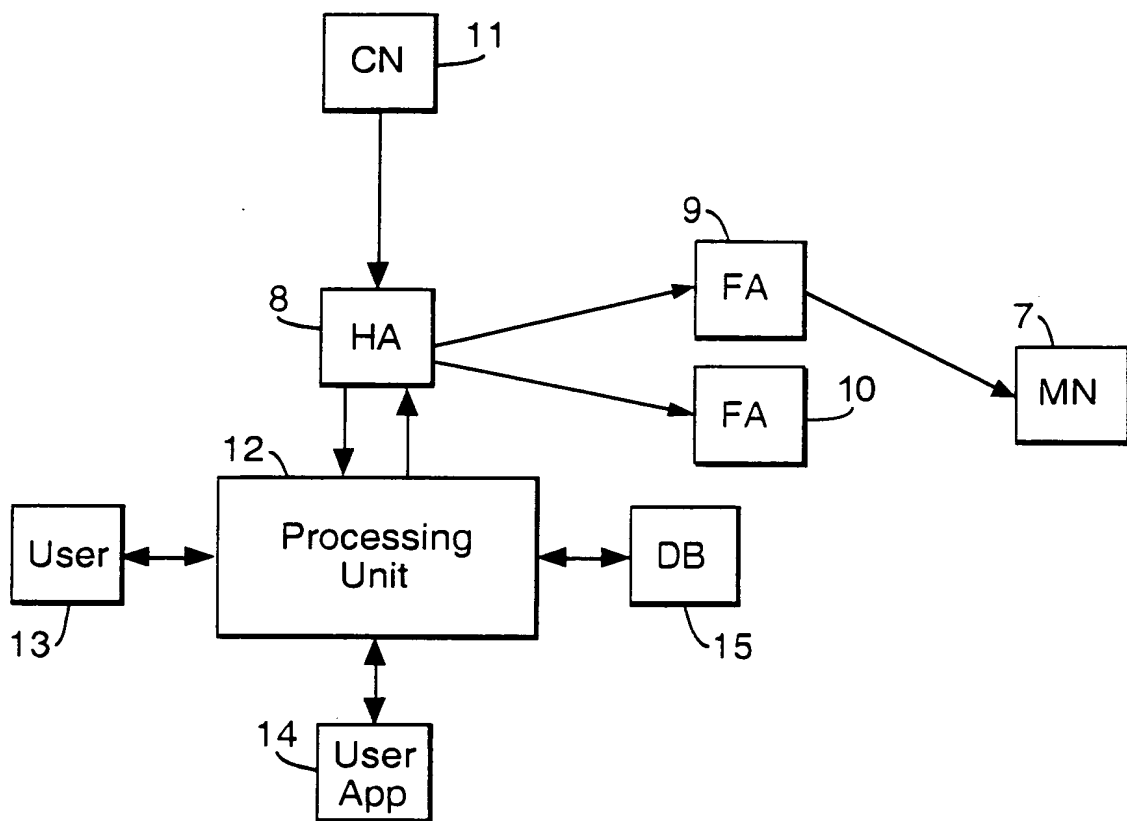 CN
11
9
8
HA
FA
7
MN
FA
10
12
Processing
Unit
User
DB
13
15
14
User
App